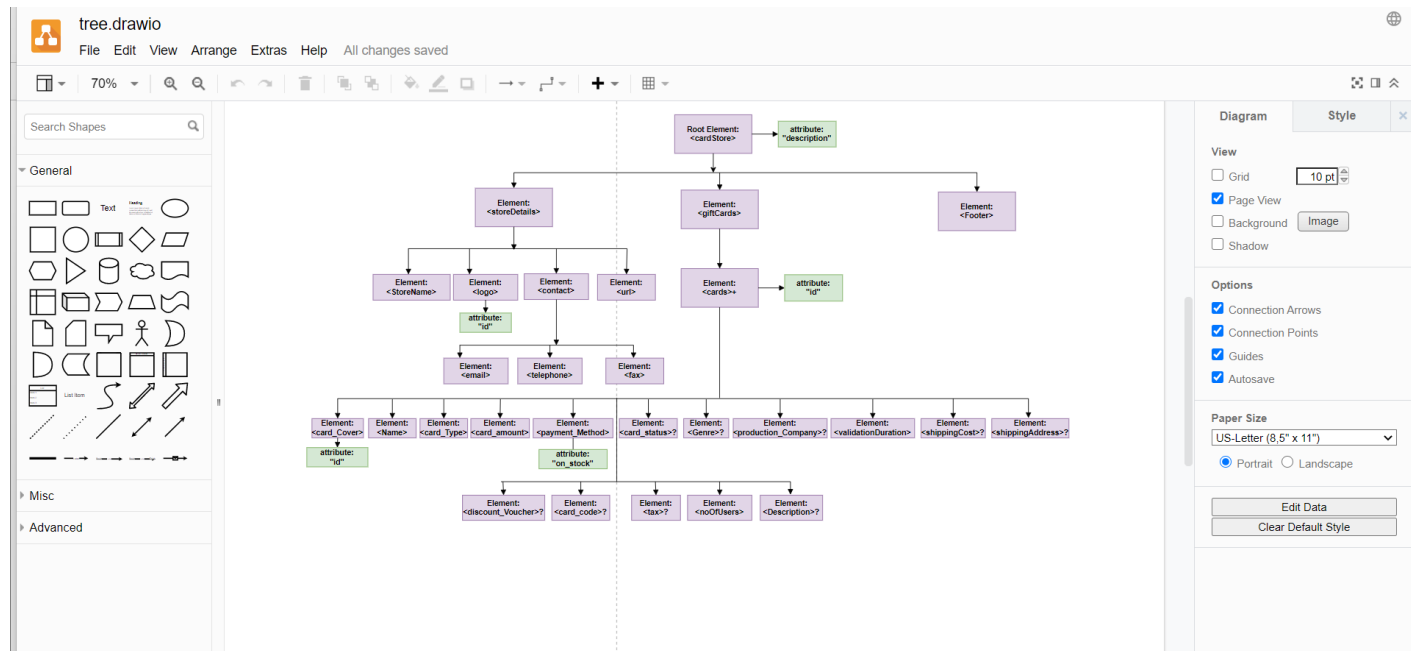 tree.drawio
File Edit View Arrange Extras Help All changes saved
70%
Search Shapes
General
Text
Heading
List Item
Misc
Advanced
Root Element:
<cardStore>
attribute:
"description"
Element:
<storeDetails>
Element:
<giftCards>
Element:
<Footer>
Element:
<StoreName>
Element:
<logo>
Element:
<contact>
Element:
<url>
Element:
<cards>+
attribute:
"id"
attribute:
"id"
Element:
<email>
Element:
<telephone>
Element:
<fax>
Element:
<card_Cover>
Element:
<Name>
Element:
<card_Type>
Element:
<card_amount>
Element:
<payment_Method>
Element:
<card_status>?
Element:
<Genre>?
Element:
<production_Company>?
Element:
<validationDuration>
Element:
<shippingCost>?
Element:
<shippingAddress>?
attribute:
"id"
attribute:
"on_stock"
Element:
<discount_Voucher>?
Element:
<card_code>?
Element:
<tax>?
Element:
<noOfUsers>
Element:
<Description>?
Diagram Style
View
Grid 10 pt
Page View
Background Image
Shadow
Options
Connection Arrows
Connection Points
Guides
Autosave
Paper Size
US-Letter (8,5" x 11")
Portrait Landscape
Edit Data
Clear Default Style